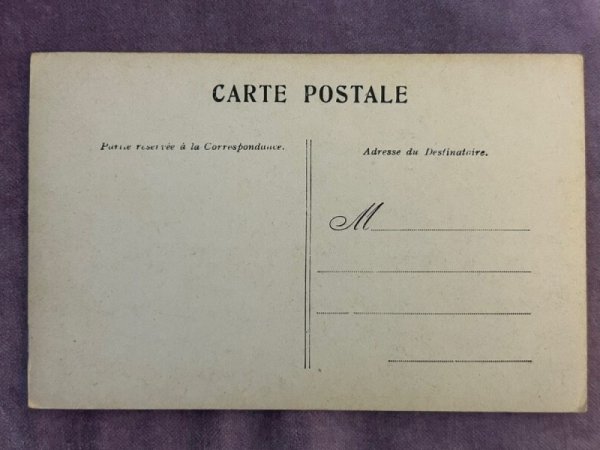 CARTE POSTALE
Partie réservée à la Correspondance.
Adresse du Destinataire.
M